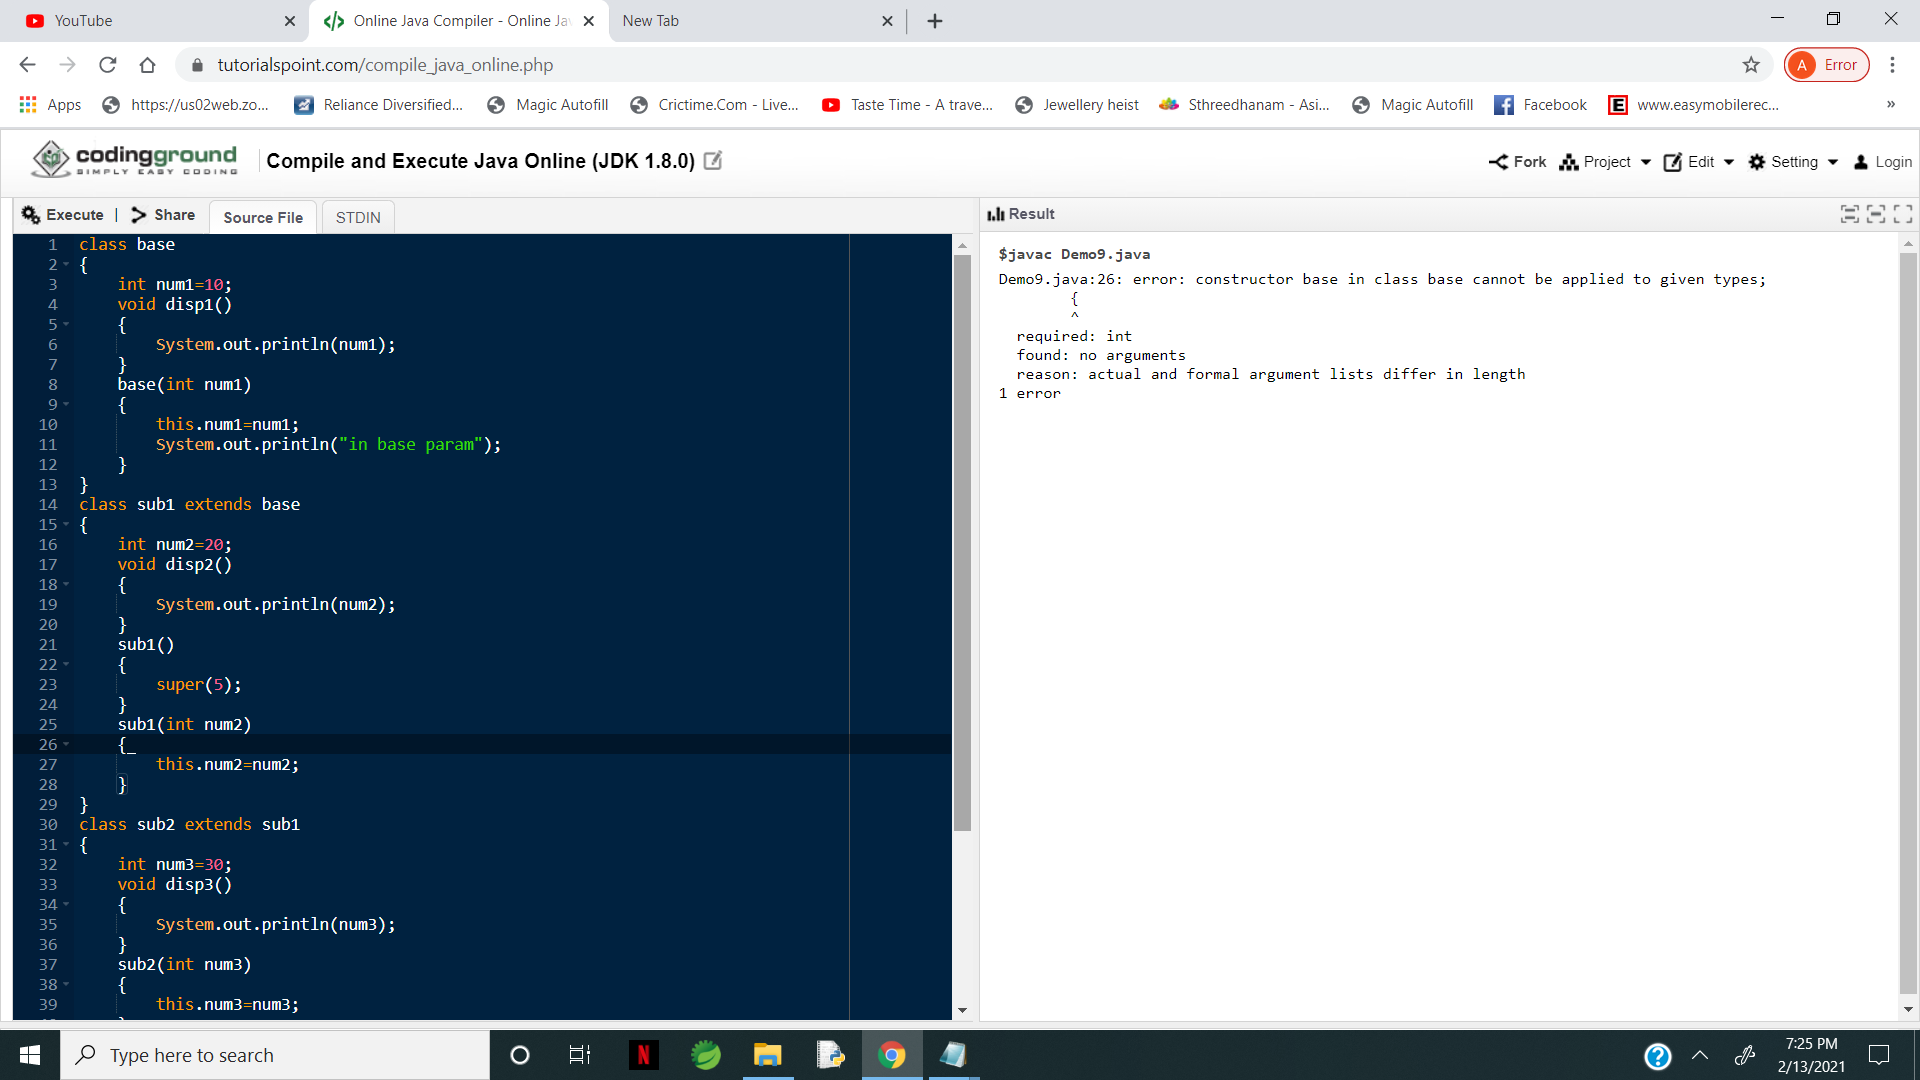 YouTube
Online Java Compiler - Online Ja
New Tab
tutorialspoint.com/compile_java_online.php
A Error
Apps
https://us02web.zo...
Reliance Diversified...
Magic Autofill
Crictime.Com - Live...
Taste Time - A trave...
Jewellery heist
Sthreedhanam - Asi...
Magic Autofill
Facebook
E www.easymobilerec...
»
codingground
SIMPLY EASY CODING
Compile and Execute Java Online (JDK 1.8.0)
Fork
Project
Edit
Setting
Login
Execute | Share
Source File
STDIN
Result
1 class base
2 {
3 int num1=10;
4 void disp1()
5 {
6 System.out.println(num1);
7 }
8 base(int num1)
9 {
10 this.num1=num1;
11 System.out.println("in base param");
12 }
13 }
14 class sub1 extends base
15 {
16 int num2=20;
17 void disp2()
18 {
19 System.out.println(num2);
20 }
21 sub1()
22 {
23 super(5);
24 }
25 sub1(int num2)
26 {_
27 this.num2=num2;
28 }
29 }
30 class sub2 extends sub1
31 {
32 int num3=30;
33 void disp3()
34 {
35 System.out.println(num3);
36 }
37 sub2(int num3)
38 {
39 this.num3=num3;
$javac Demo9.java
Demo9.java:26: error: constructor base in class base cannot be applied to given types;
{
^
required: int
found: no arguments
reason: actual and formal argument lists differ in length
1 error
Type here to search
N
7:25 PM
2/13/2021